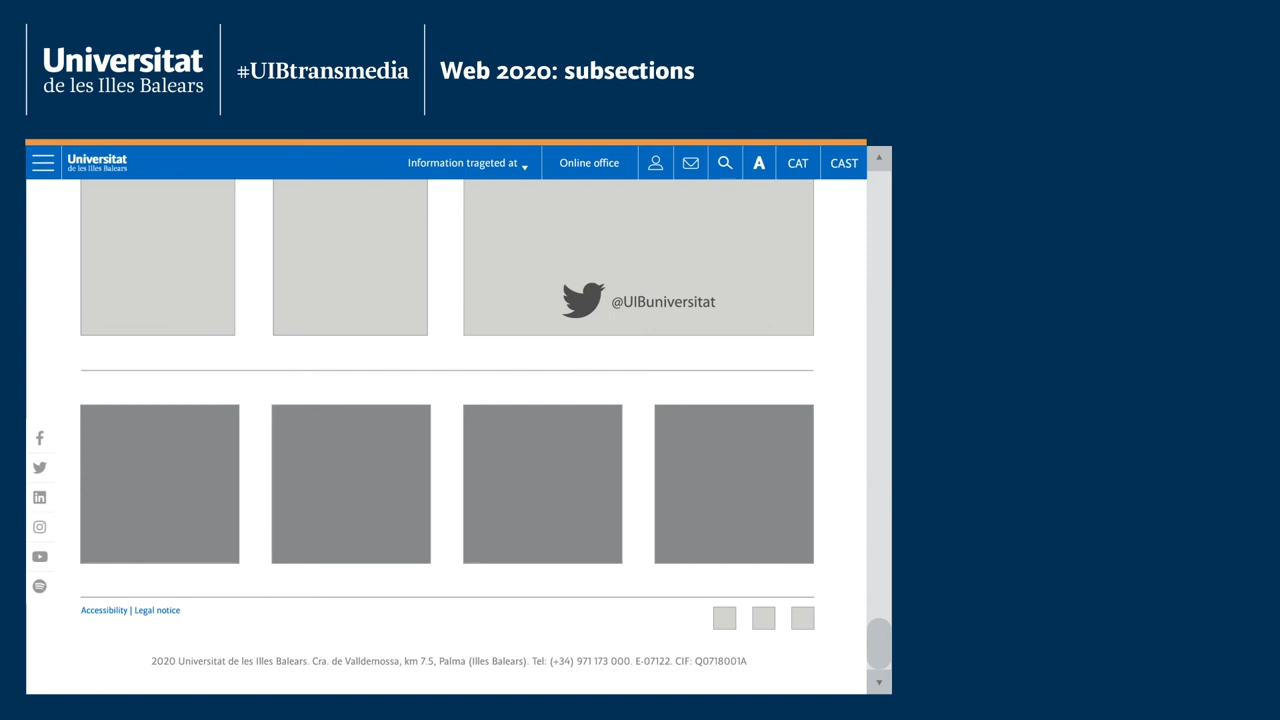 Universitat
de les Illes Balears
#UIBtransmedia
Web 2020: subsections
Universitat
de les Illes Balears
Information trageted at
Online office
A
CAT
CAST
@UIBuniversitat
Accessibility | Legal notice
2020 Universitat de les Illes Balears. Cra. de Valldemossa, km 7.5, Palma (Illes Balears). Tel: (+34) 971 173 000. E-07122. CIF: Q0718001A